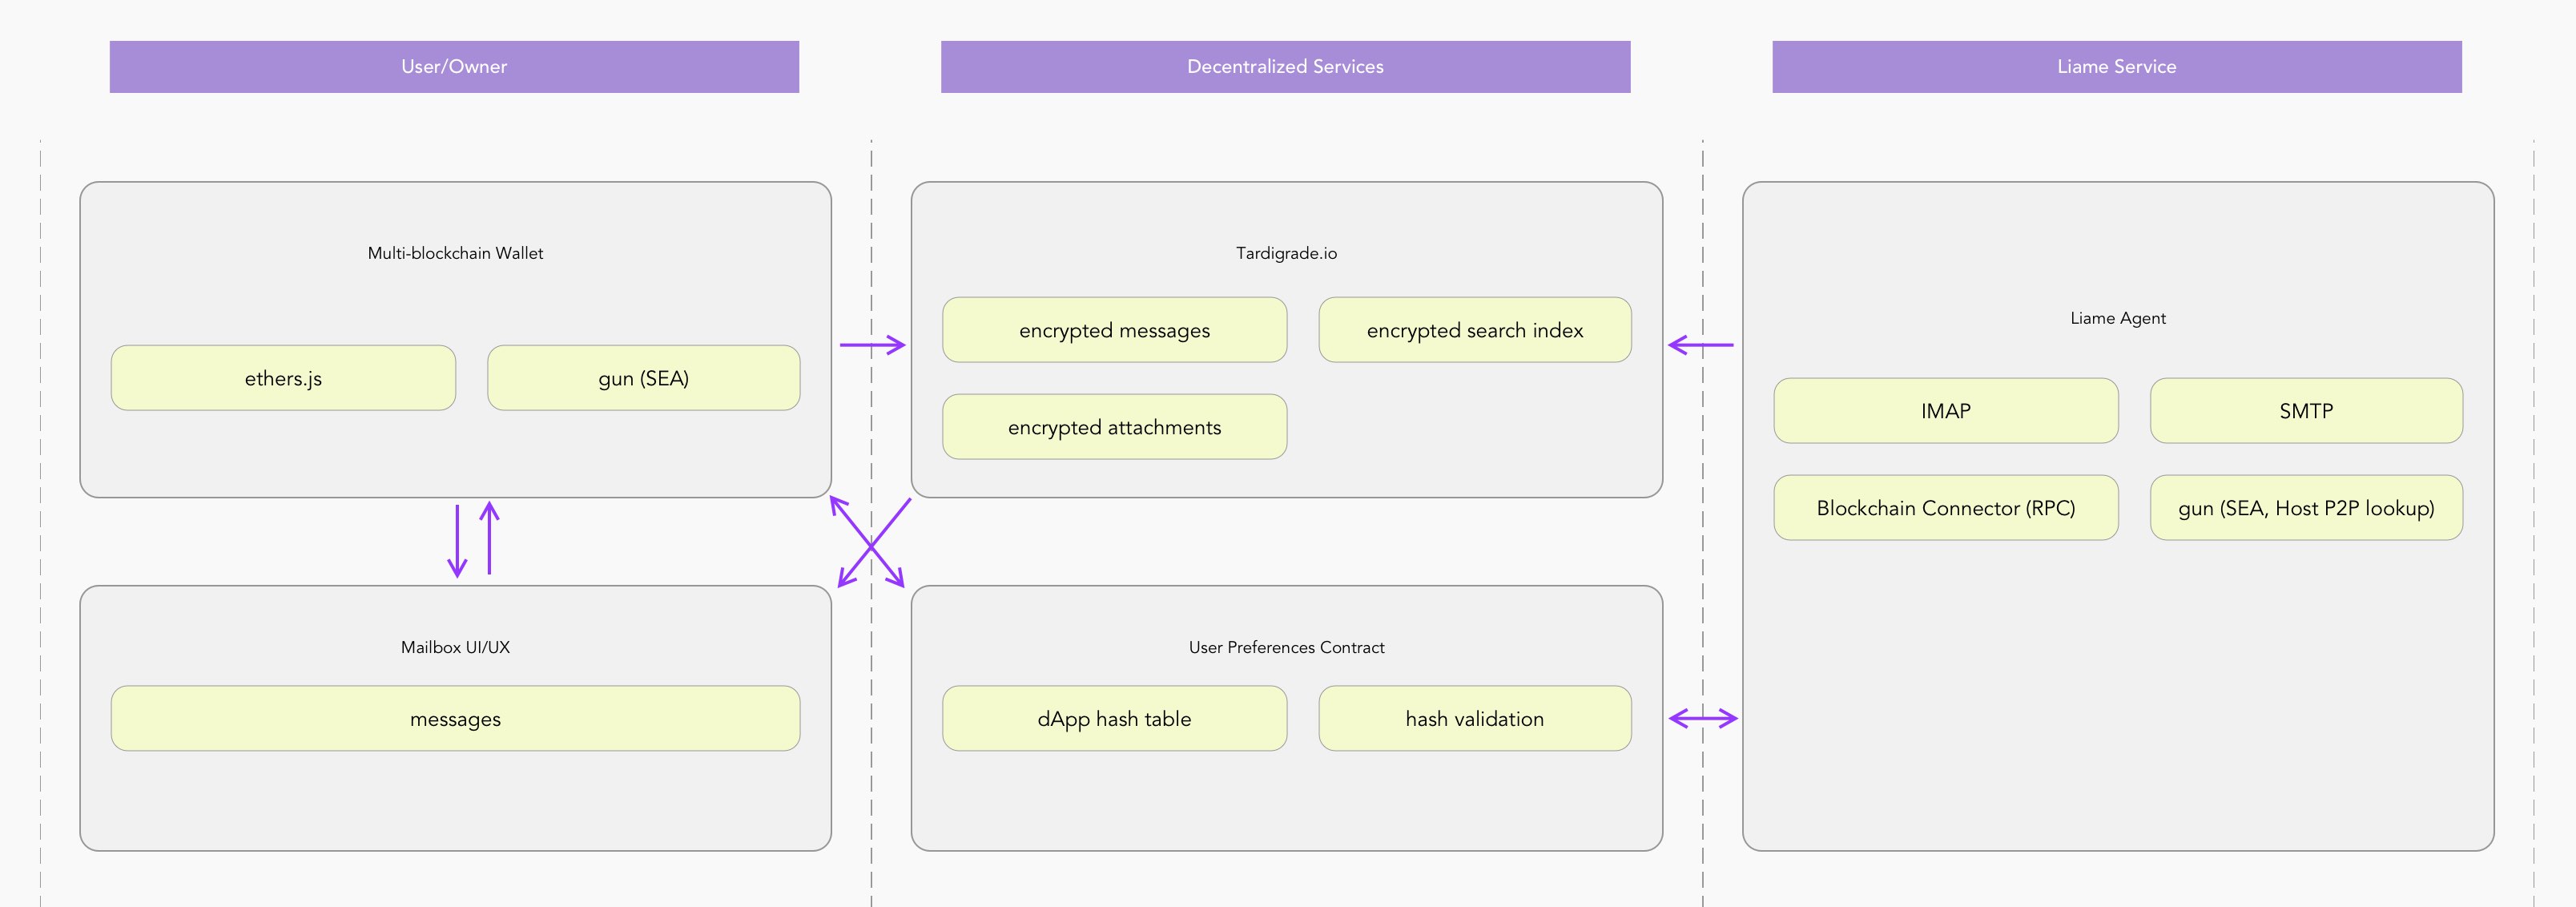 User/Owner
Decentralized Services
Liame Service
Multi-blockchain Wallet
ethers.js
gun (SEA)
Tardigrade.io
encrypted messages
encrypted search index
encrypted attachments
Liame Agent
IMAP
SMTP
Blockchain Connector (RPC)
gun (SEA, Host P2P lookup)
Mailbox UI/UX
messages
User Preferences Contract
dApp hash table
hash validation